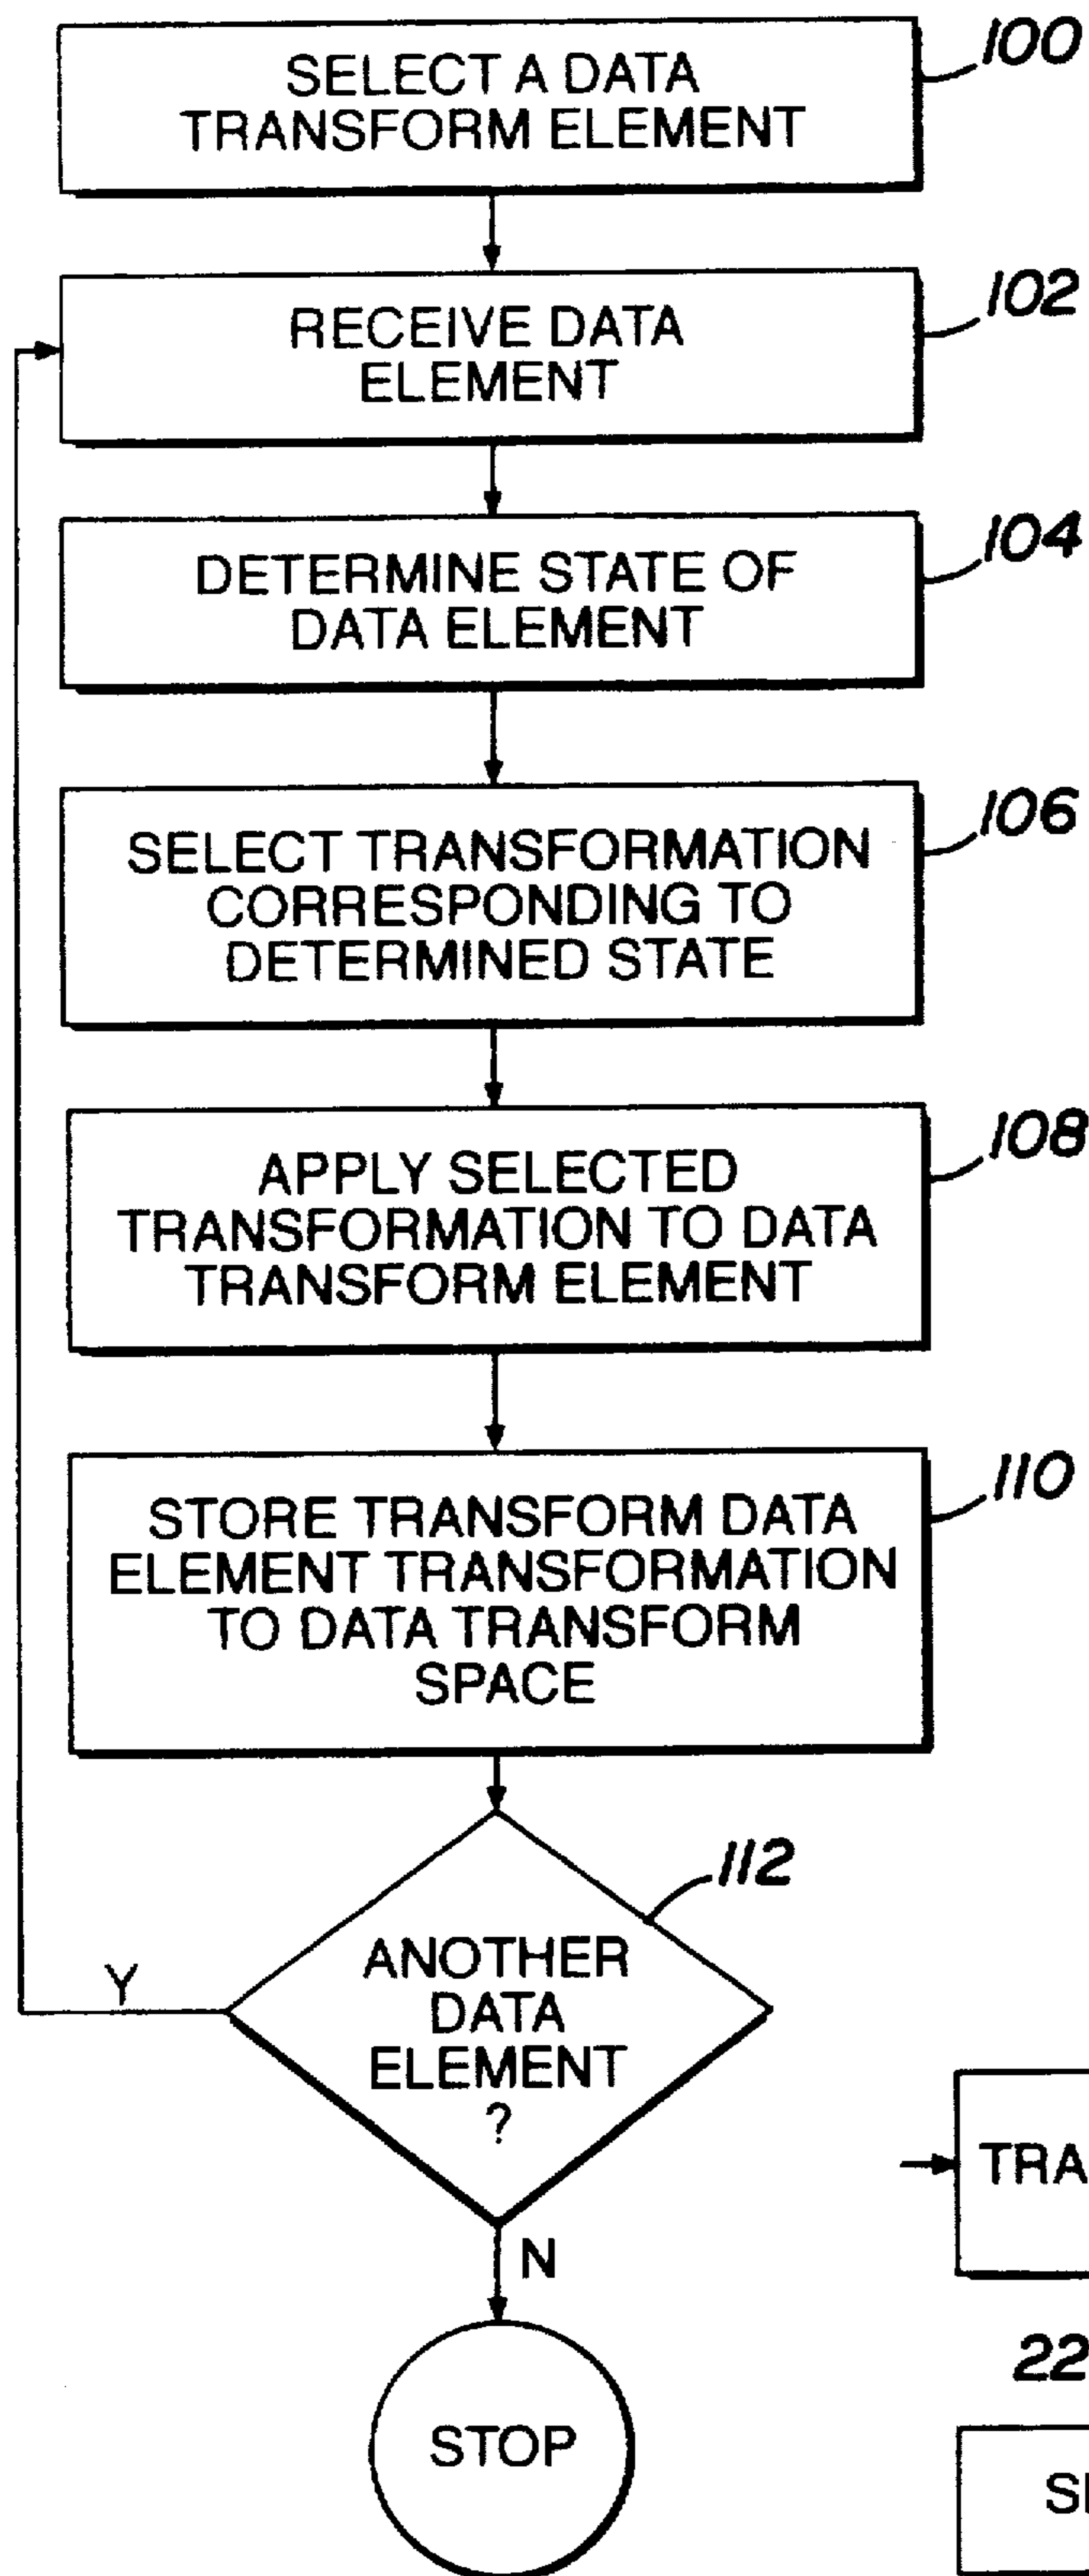 SELECT A DATA
TRANSFORM ELEMENT
100
RECEIVE DATA
ELEMENT
102
DETERMINE STATE OF
DATA ELEMENT
104
SELECT TRANSFORMATION
CORRESPONDING TO
DETERMINED STATE
106
APPLY SELECTED
TRANSFORMATION TO DATA
TRANSFORM ELEMENT
108
STORE TRANSFORM DATA
ELEMENT TRANSFORMATION
TO DATA TRANSFORM
SPACE
110
112
ANOTHER
DATA
ELEMENT
?
Y
N
STOP
TRA
22